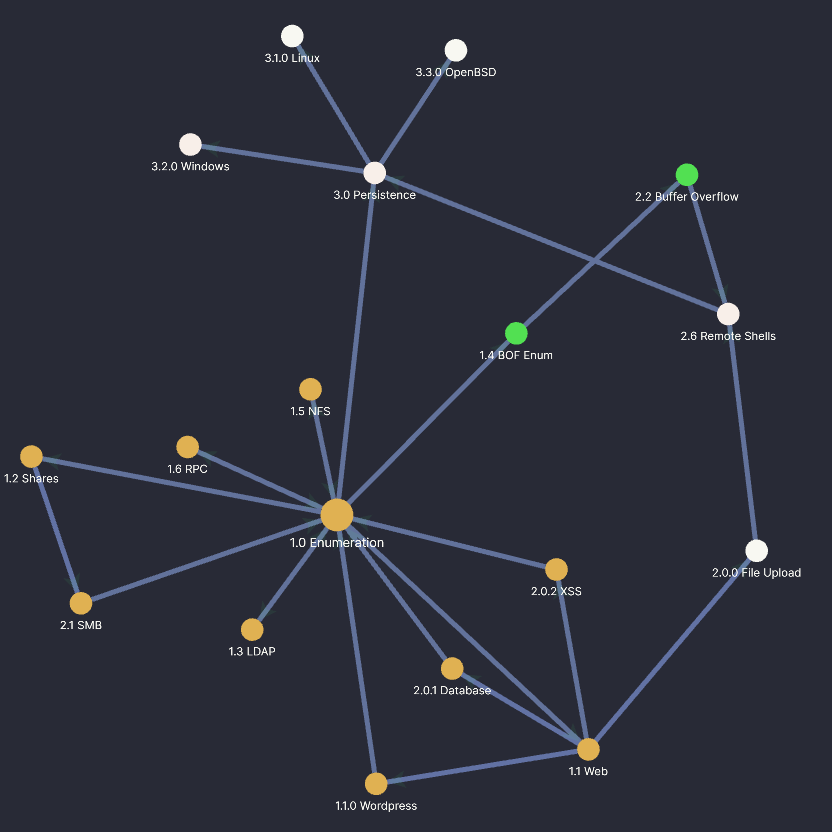 3.1.0 Linux
3.3.0 OpenBSD
3.2.0 Windows
3.0 Persistence
2.2 Buffer Overflow
2.6 Remote Shells
1.4 BOF Enum
1.5 NFS
1.6 RPC
1.2 Shares
1.0 Enumeration
2.0.0 File Upload
2.0.2 XSS
2.1 SMB
1.3 LDAP
2.0.1 Database
1.1 Web
1.1.0 Wordpress